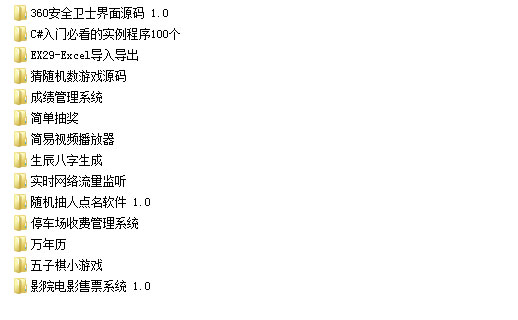 360安全卫士界面源码 1.0
C#入门必看的实例程序100个
EX29-Excel导入导出
猜随机数游戏源码
成绩管理系统
简单抽奖
简易视频播放器
生辰八字生成
实时网络流量监听
随机抽人点名软件 1.0
停车场收费管理系统
万年历
五子棋小游戏
影院电影售票系统 1.0